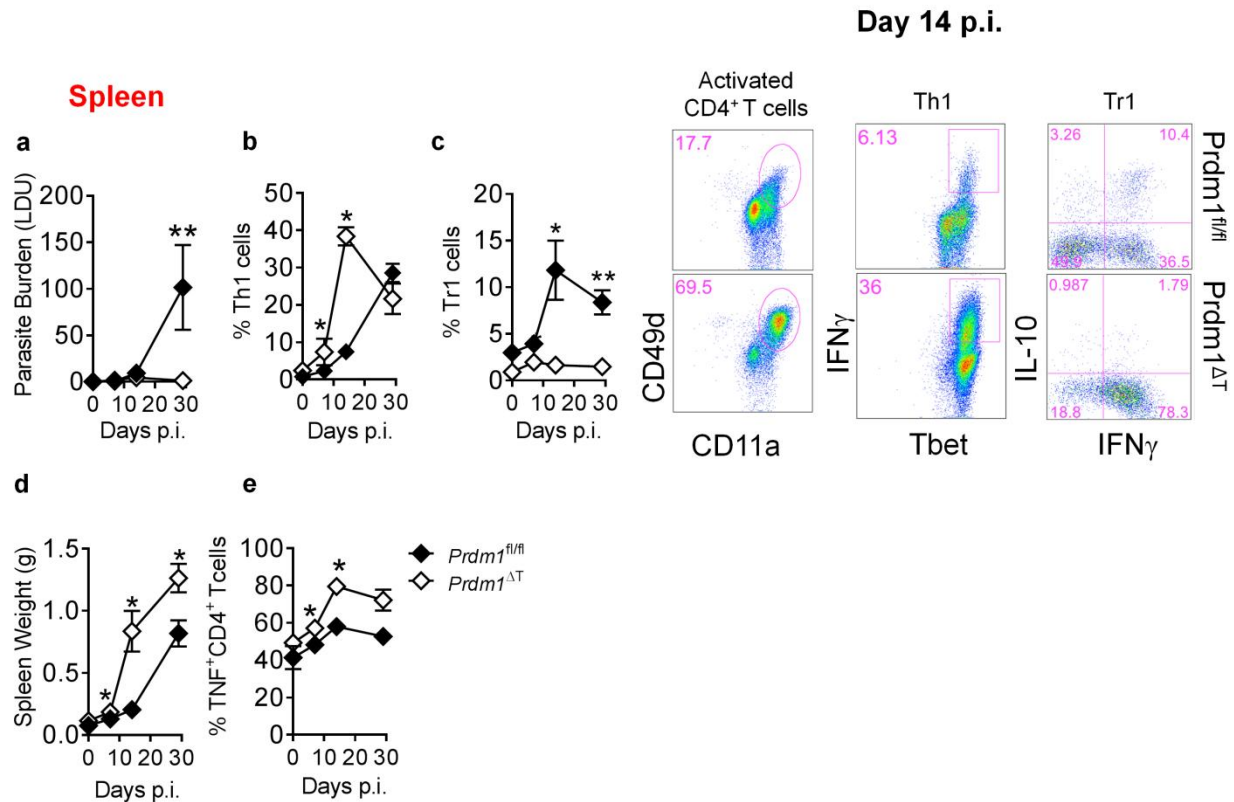 Day 14 p.i.
Spleen
Activated
CD4⁺ T cells
Th1
Tr1
a
b
c
Parasite Burden (LDU)
200
150
100
50
0
**
0 10 20 30
Days p.i.
% Th1 cells
50
40
30
20
10
0
*
*
0 10 20 30
Days p.i.
% Tr1 cells
20
15
10
5
0
*
**
0 10 20 30
Days p.i.
17.7
6.13
3.26
10.4
36.5
Prdm1fl/fl
69.5
36
0.987
1.79
18.8
78.3
Prdm1ΔT
CD49d
IFNγ
IL-10
CD11a
Tbet
IFNγ
d
e
Spleen Weight (g)
1.5
1.0
0.5
0.0
*
*
*
0 10 20 30
Days p.i.
% TNF⁺CD4⁺ Tcells
100
80
60
40
20
0
*
*
0 10 20 30
Days p.i.
Prdm1fl/fl
Prdm1ΔT